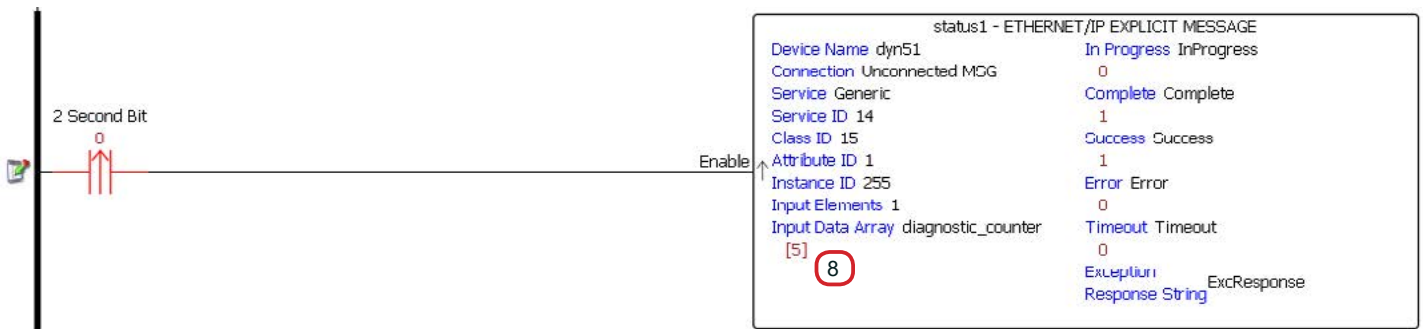 status1 - ETHERNET/IP EXPLICIT MESSAGE
Device Name dyn51
In Progress InProgress
Connection Unconnected MSG
0
Service Generic
Complete Complete
2 Second Bit
Service ID 14
1
0
Class ID 15
Success Success
Enable
Attribute ID 1
1
Instance ID 255
Error Error
Input Elements 1
0
Input Data Array diagnostic_counter
Timeout Timeout
[5]
0
8
Exception
Response String
ExcResponse